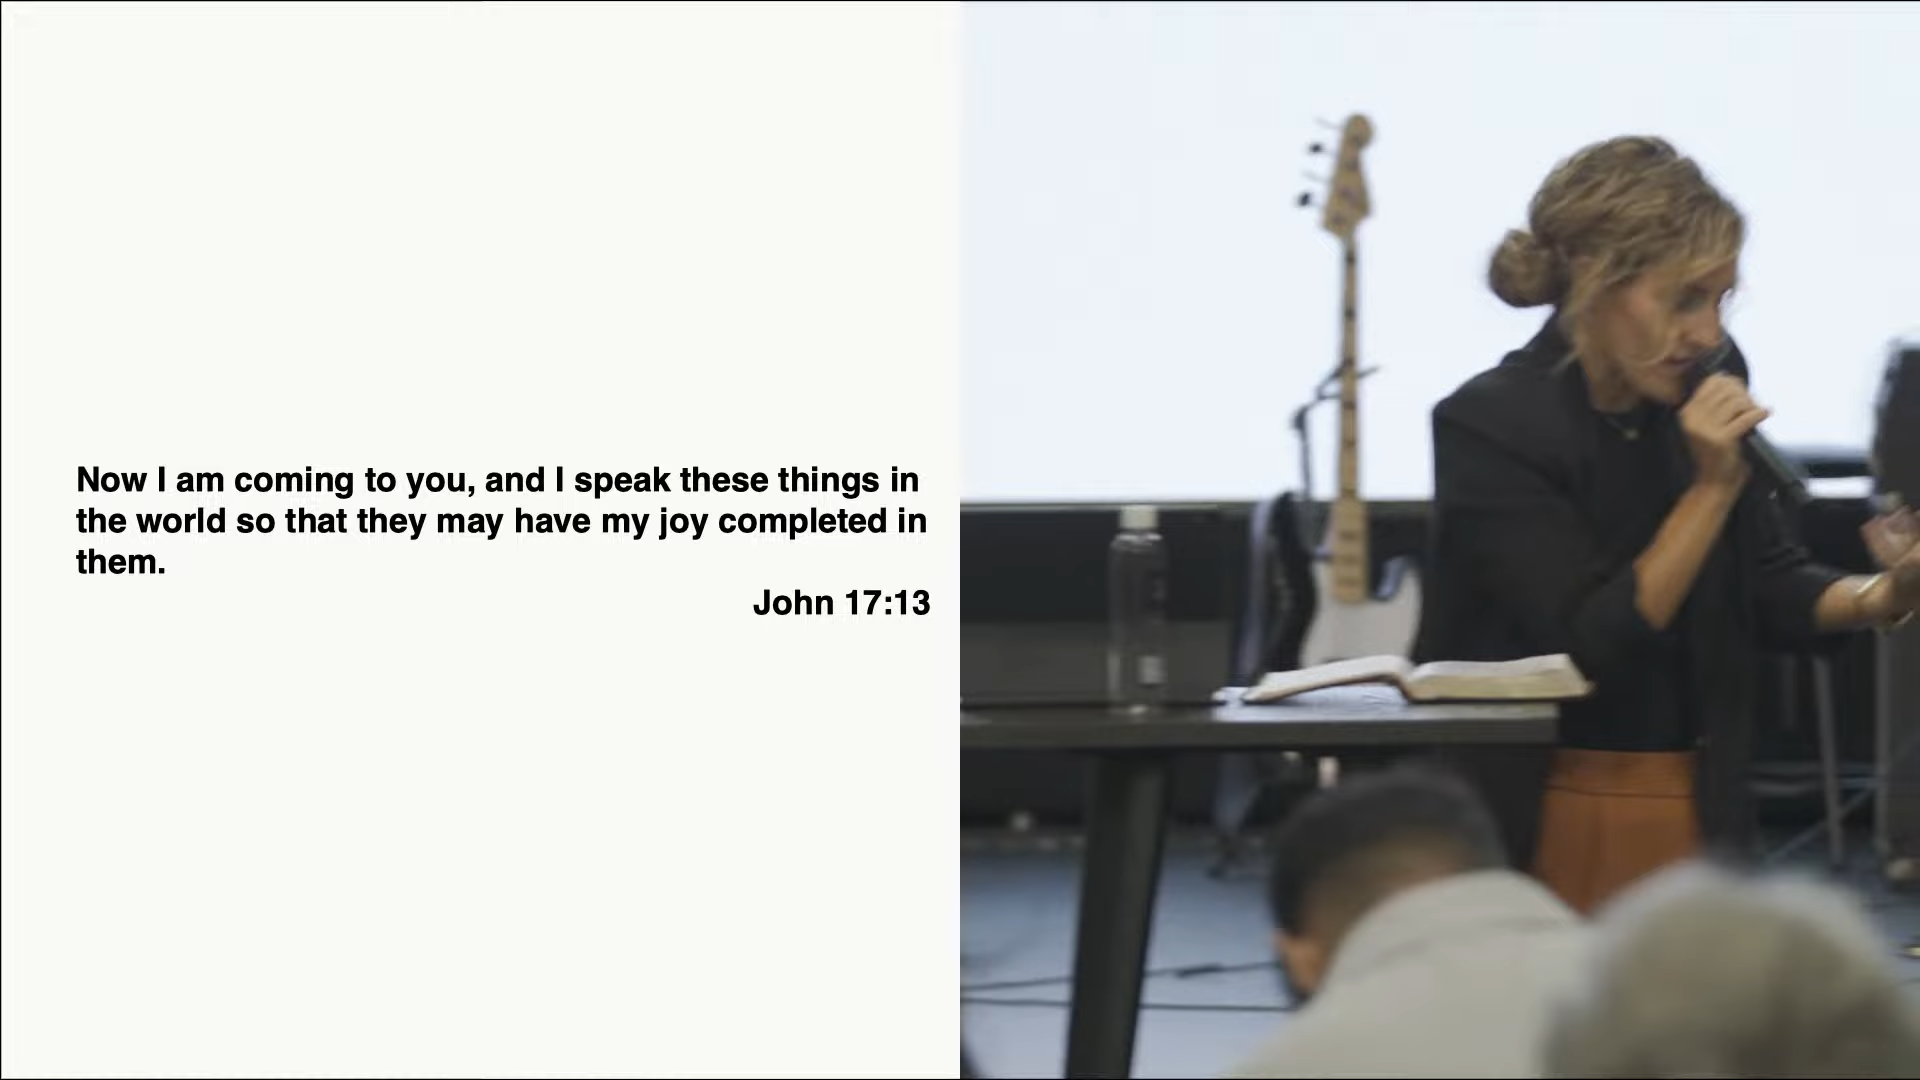 Now I am coming to you, and I speak these things in
the world so that they may have my joy completed in
them.
John 17:13